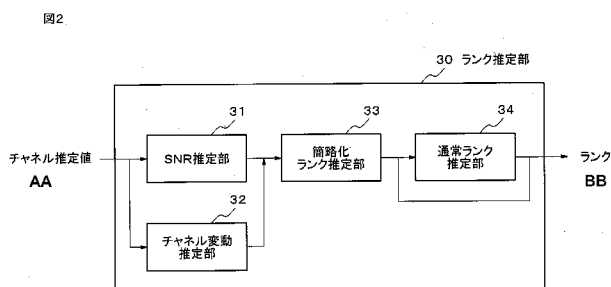 図2
30 ランク推定部
31
33
34
チャネル推定値
AA
SNR推定部
簡略化
ランク推定部
通常ランク
推定部
ランク
BB
32
チャネル変動
推定部